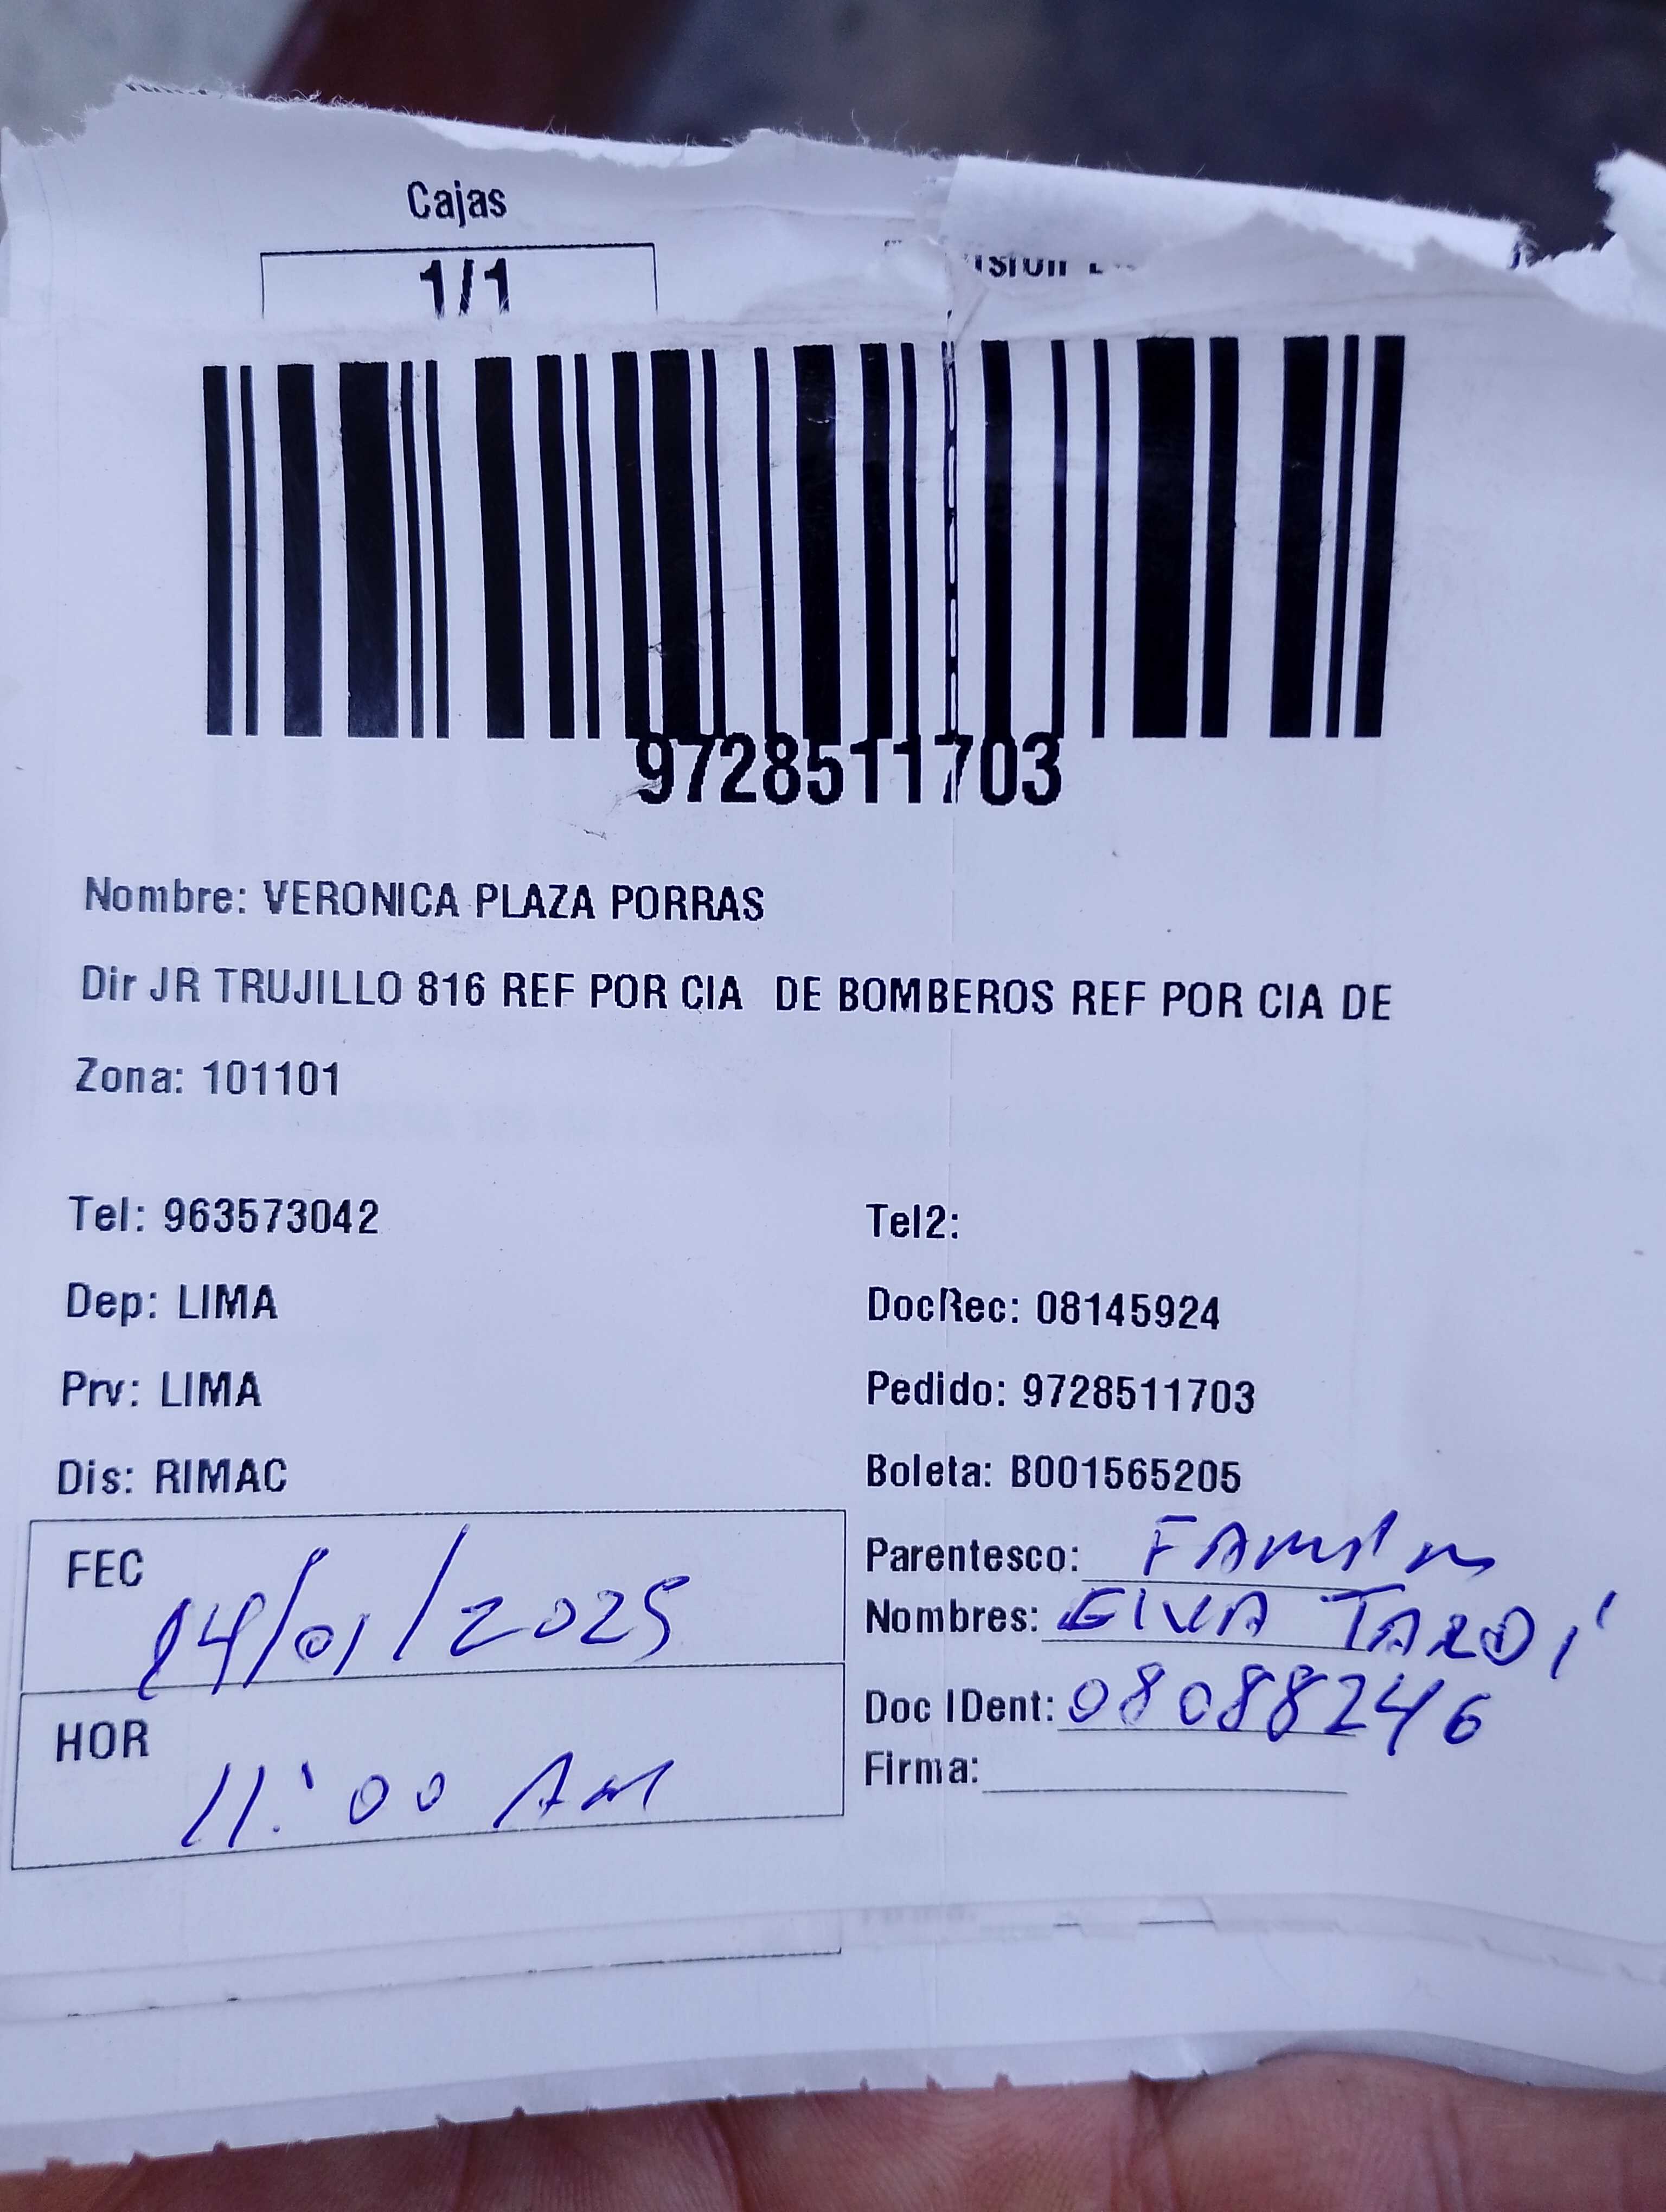 Cajas
1/1
9728511703
Nombre: VERONICA PLAZA PORRAS
Dir JR TRUJILLO 816 REF POR CIA DE BOMBEROS REF POR CIA DE
Zona: 101101
Tel: 963573042
Tel2:
Dep: LIMA
DocRec: 08145924
Prv: LIMA
Pedido: 9728511703
Dis: RIMAC
Boleta: B001565205
FEC 14/01/2025
Parentesco:
Nombres:
Doc IDent: 08088246
HOR 11:00 AM
Firma: